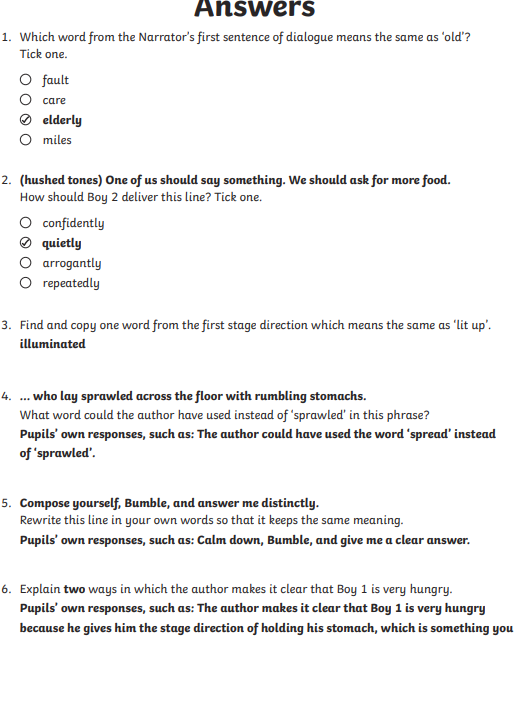 Answers
1. Which word from the Narrator's first sentence of dialogue means the same as 'old'?
Tick one.
fault
care
elderly
miles
2. (hushed tones) One of us should say something. We should ask for more food.
How should Boy 2 deliver this line? Tick one.
confidently
quietly
arrogantly
repeatedly
3. Find and copy one word from the first stage direction which means the same as 'lit up'.
illuminated
4. ... who lay sprawled across the floor with rumbling stomachs.
What word could the author have used instead of 'sprawled' in this phrase?
Pupils' own responses, such as: The author could have used the word 'spread' instead
of 'sprawled'.
5. Compose yourself, Bumble, and answer me distinctly.
Rewrite this line in your own words so that it keeps the same meaning.
Pupils' own responses, such as: Calm down, Bumble, and give me a clear answer.
6. Explain two ways in which the author makes it clear that Boy 1 is very hungry.
Pupils' own responses, such as: The author makes it clear that Boy 1 is very hungry
because he gives him the stage direction of holding his stomach, which is something you